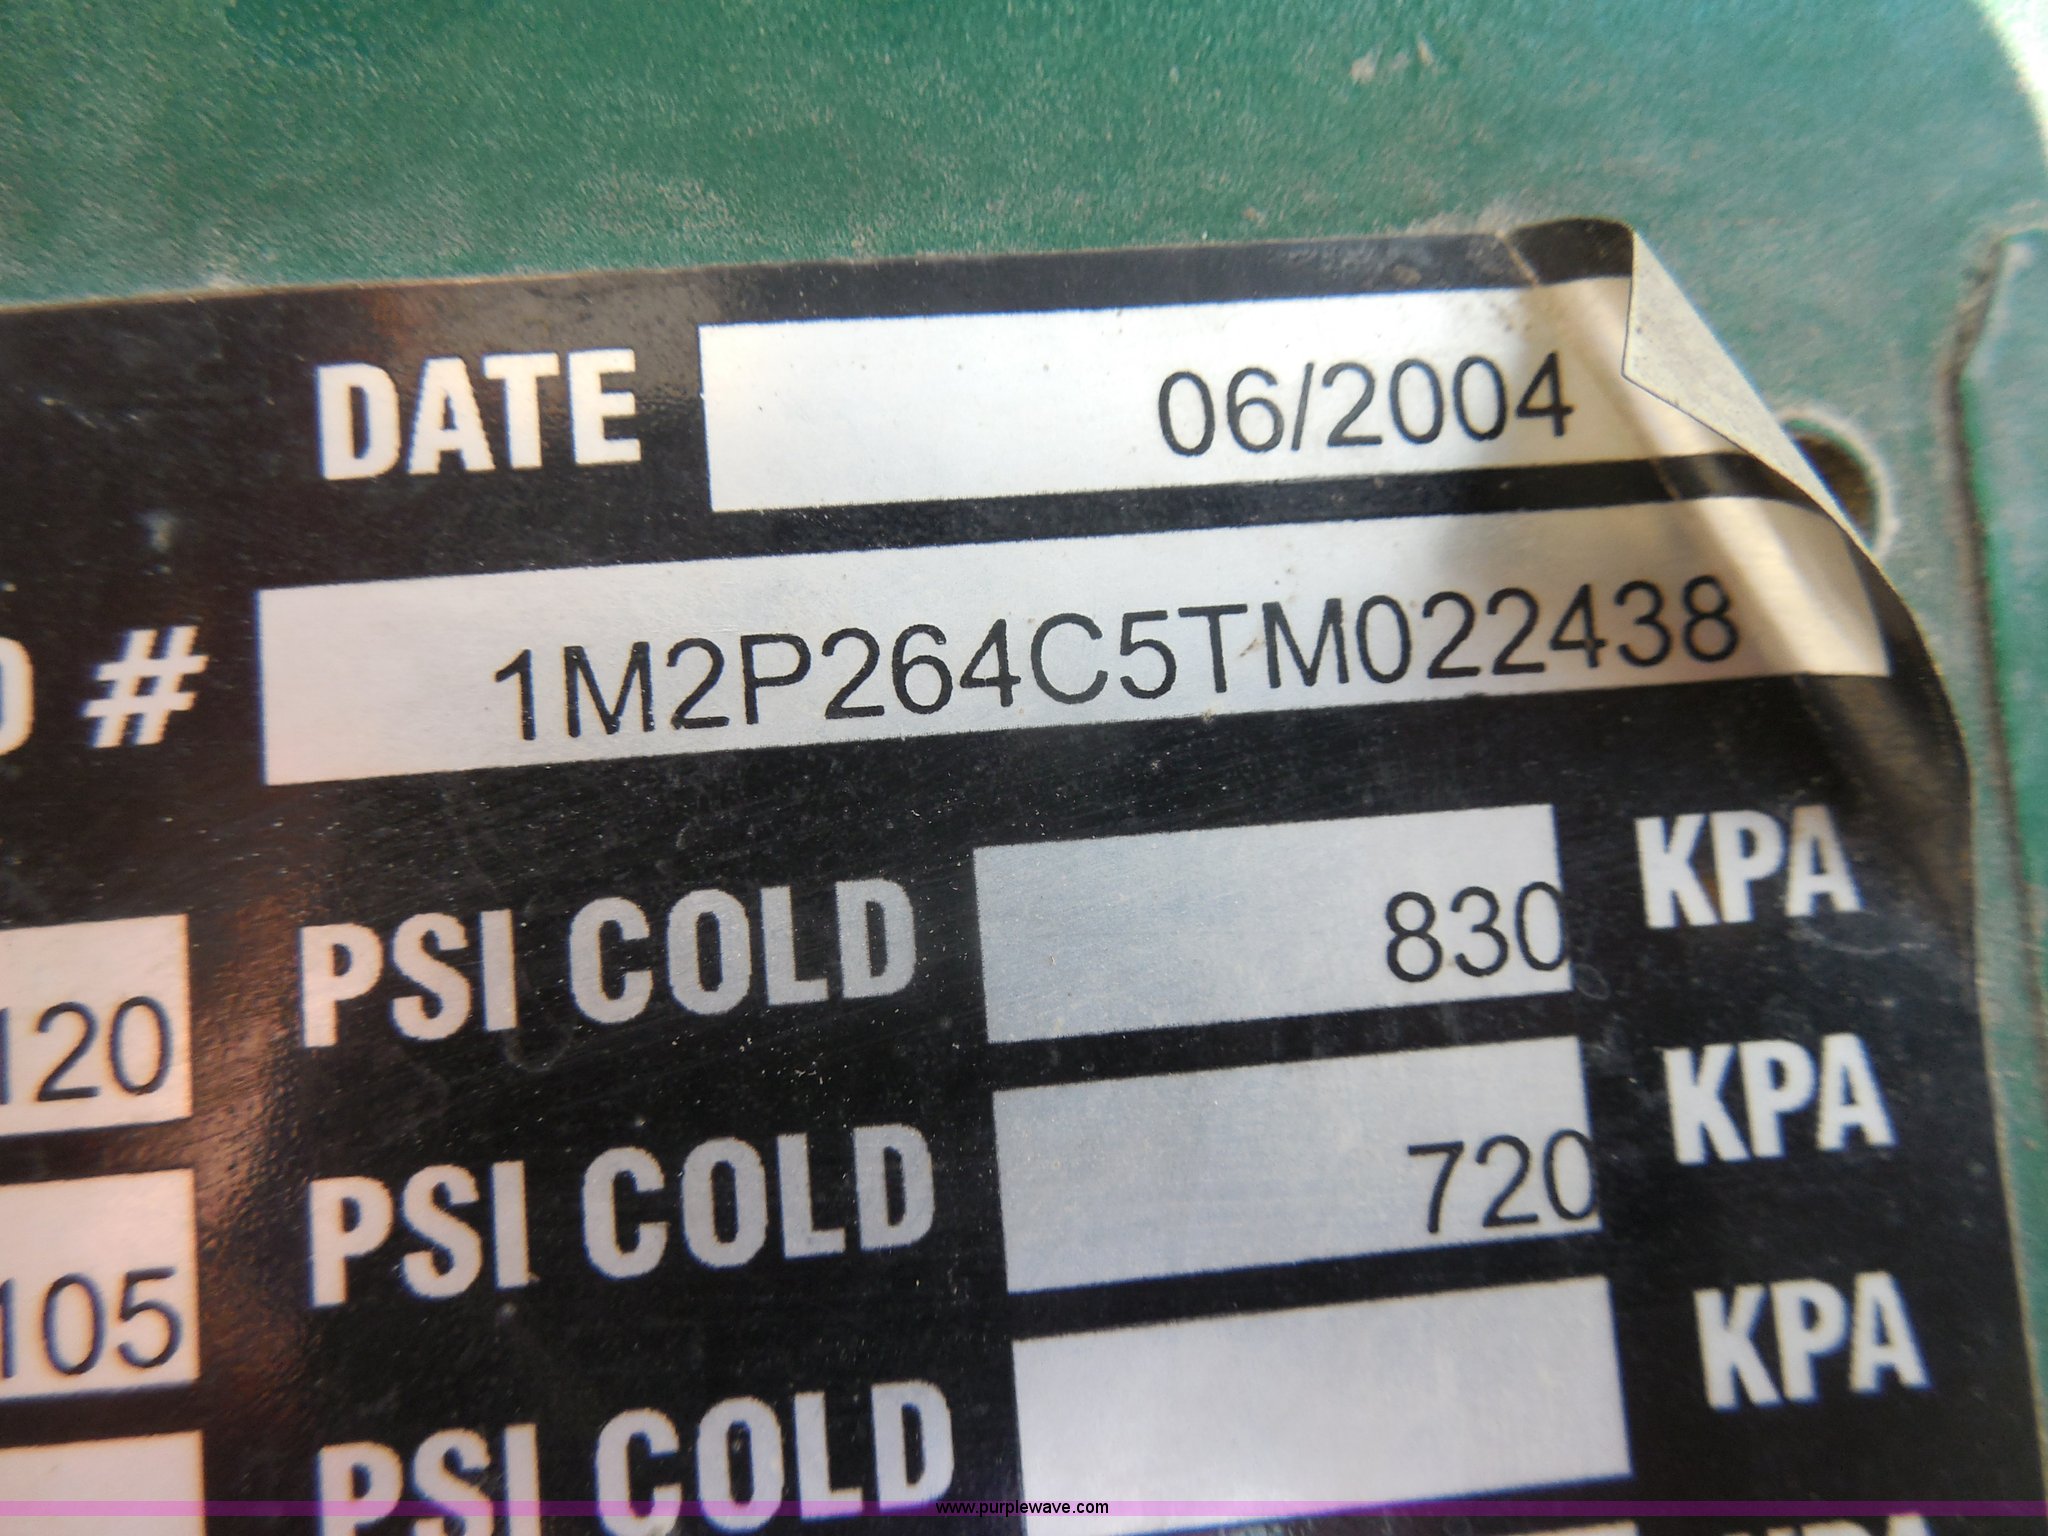 DATE 06/2004
# 1M2P264C5TM022438
120 PSI COLD 830 KPA
105 PSI COLD 720 KPA
PSI COLD KPA
www.purplewave.com